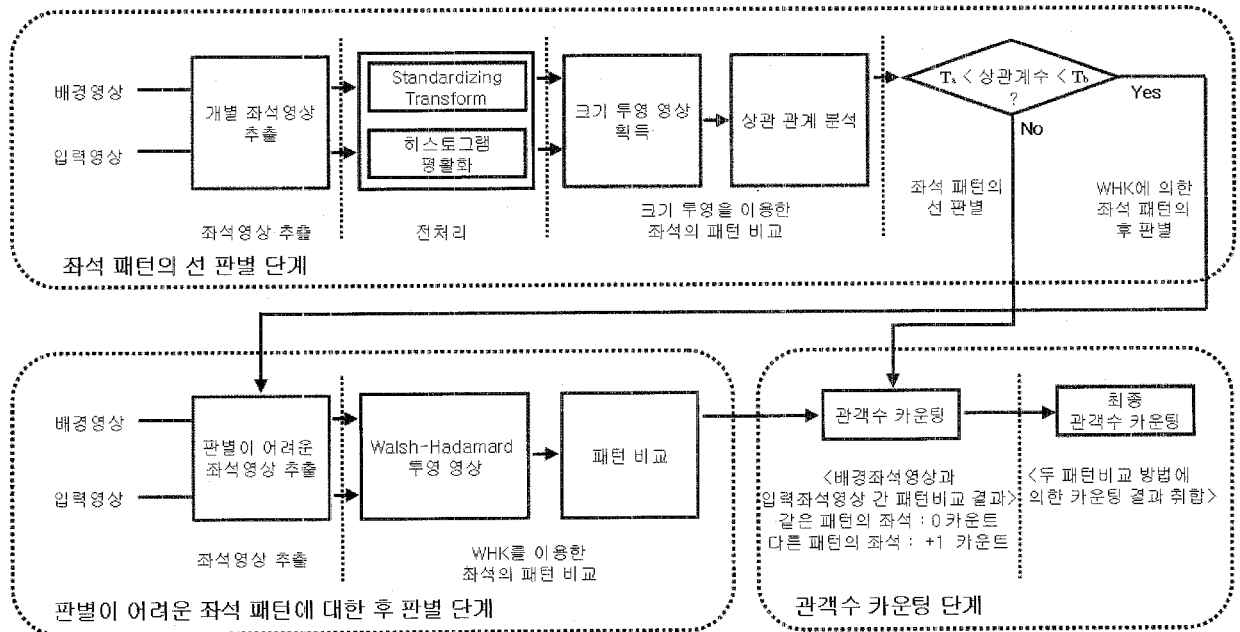 배경영상
입력영상
개별 좌석영상
추출
Standardizing
Transform
히스토그램
평활화
크기 투영 영상
획득
상관 관계 분석
Tₐ < 상관계수 < T_b
?
Yes
No
좌석영상 추출
전처리
크기 투영을 이용한
좌석의 패턴 비교
좌석 패턴의
선 판별
WHK에 의한
좌석 패턴의
후 판별
좌석 패턴의 선 판별 단계
배경영상
입력영상
판별이 어려운
좌석영상 추출
Walsh-Hadamard
투영 영상
패턴 비교
좌석영상 추출
WHK를 이용한
좌석의 패턴 비교
판별이 어려운 좌석 패턴에 대한 후 판별 단계
관객수 카운팅
최종
관객수 카운팅
<배경좌석영상과
입력좌석영상 간 패턴비교 결과>
같은 패턴의 좌석 : 0 카운트
다른 패턴의 좌석 : +1 카운트
<두 패턴비교 방법에
의한 카운팅 결과 취합>
관객수 카운팅 단계